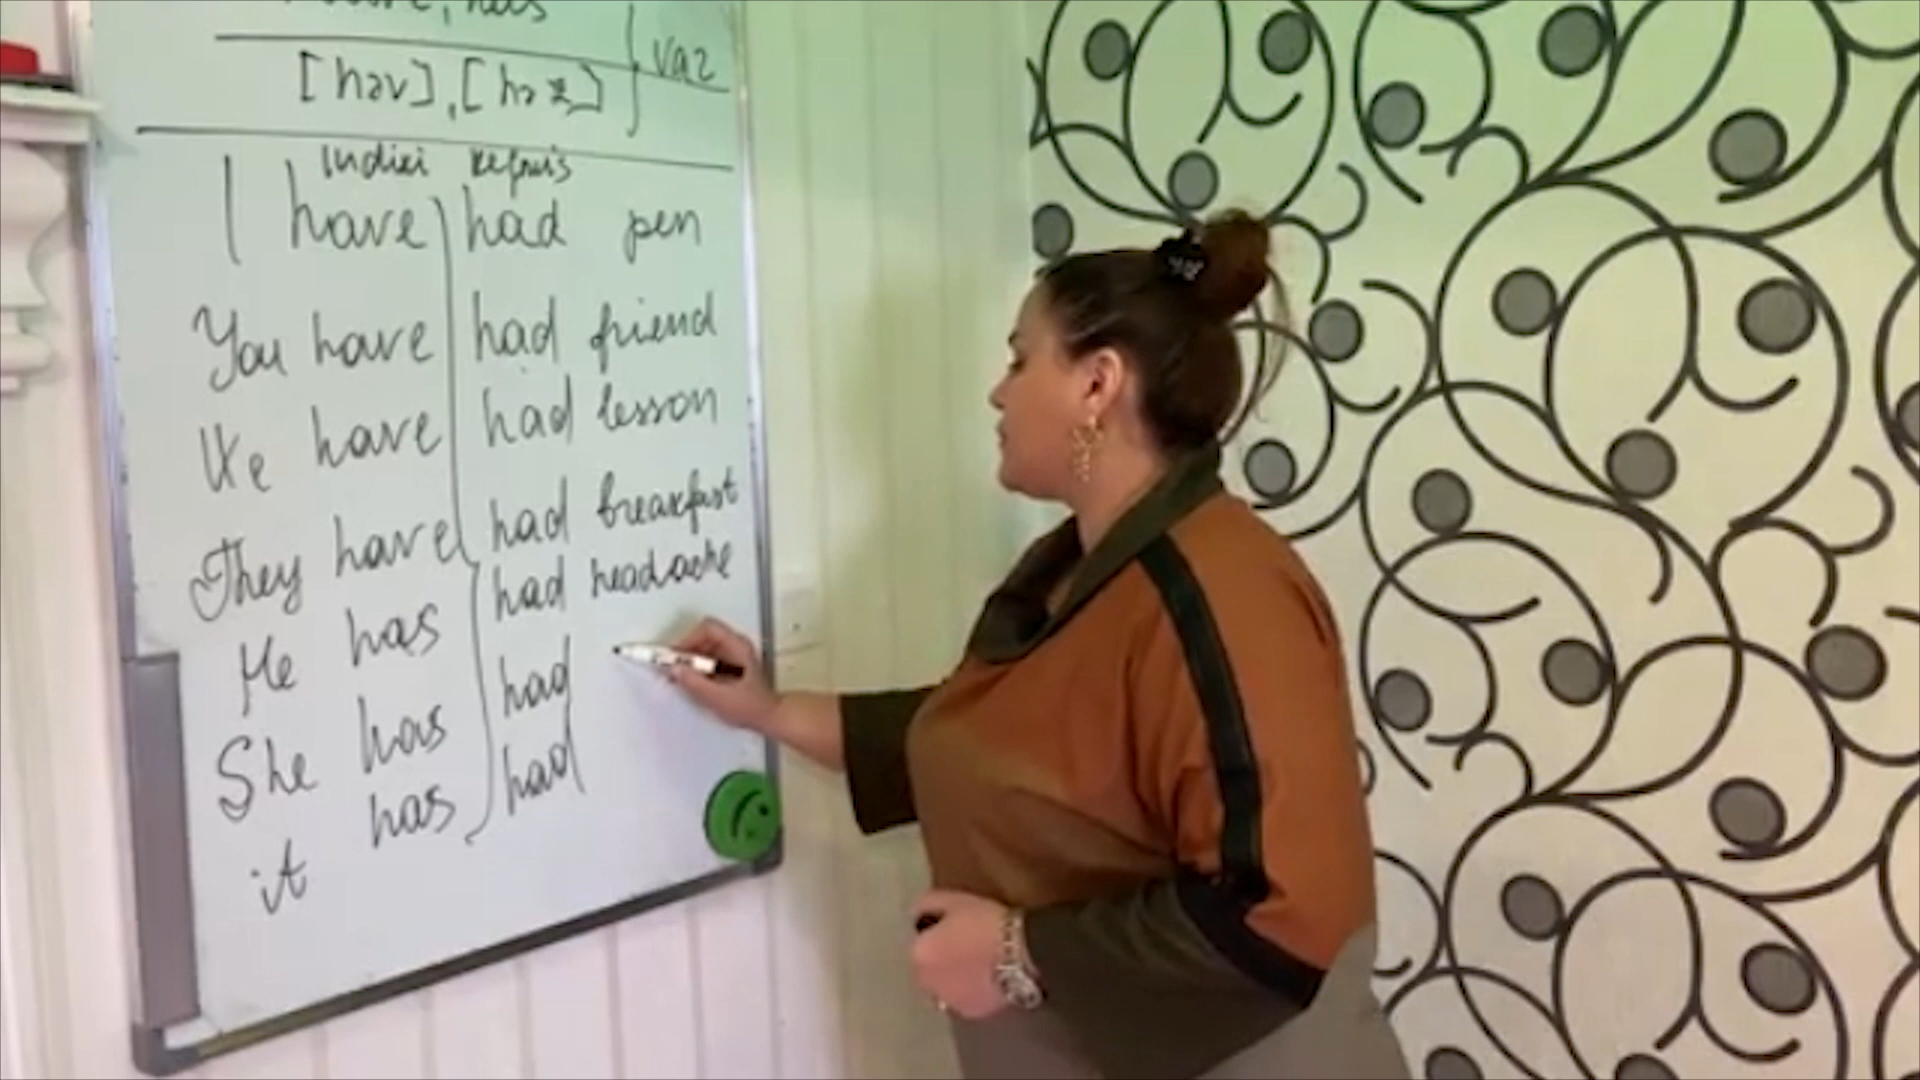 have, has
[həv], [həz] } var
indiki keçmiş
I have had pen
You have had friend
We have had lesson
They have had breakfast
He has had headache
She has had
it has had